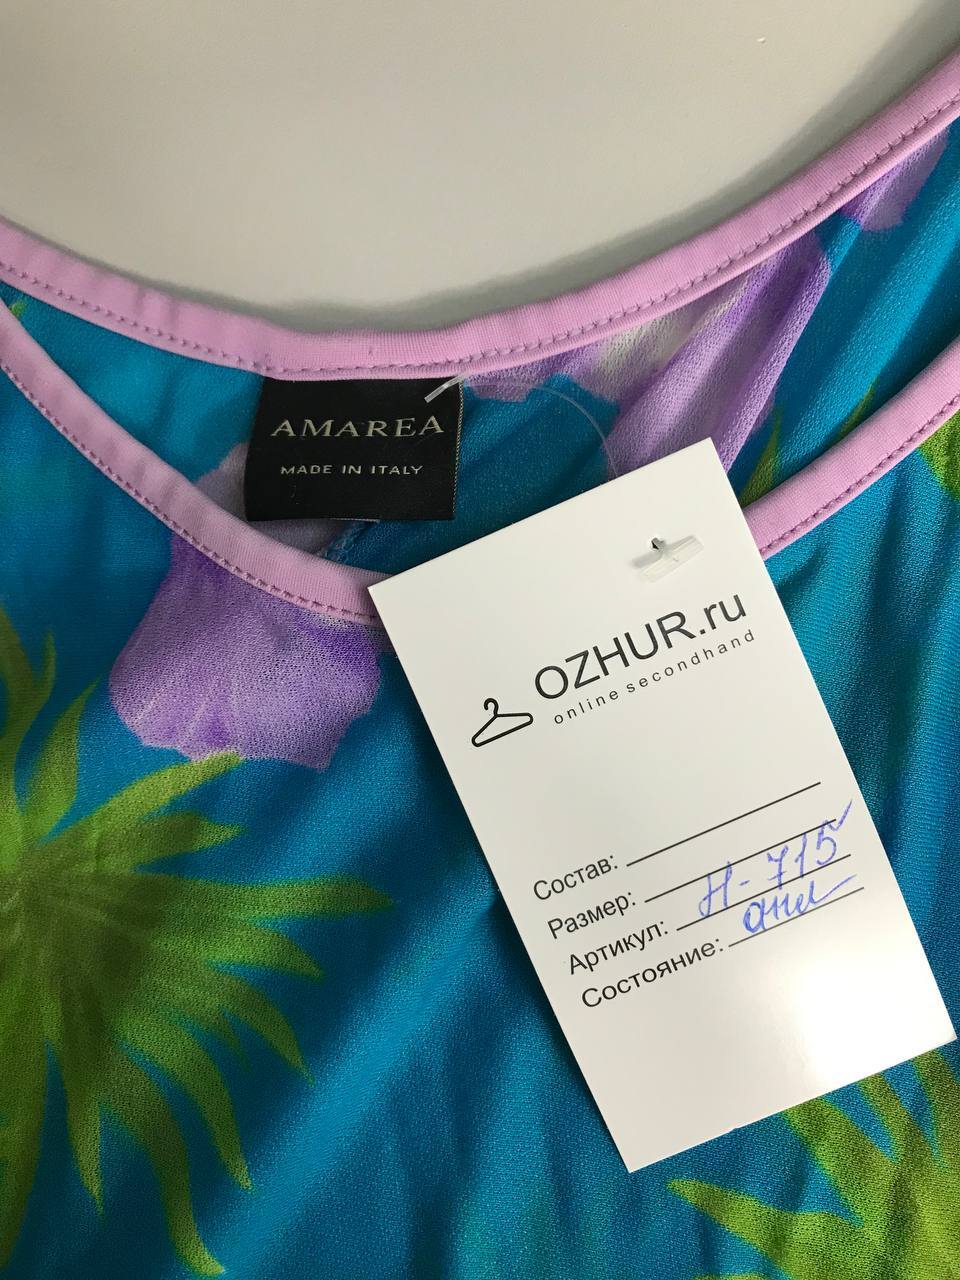 AMAREA
MADE IN ITALY
OZHUR.ru
online secondhand
Состав:
Размер:
Артикул: Н-715
Состояние: